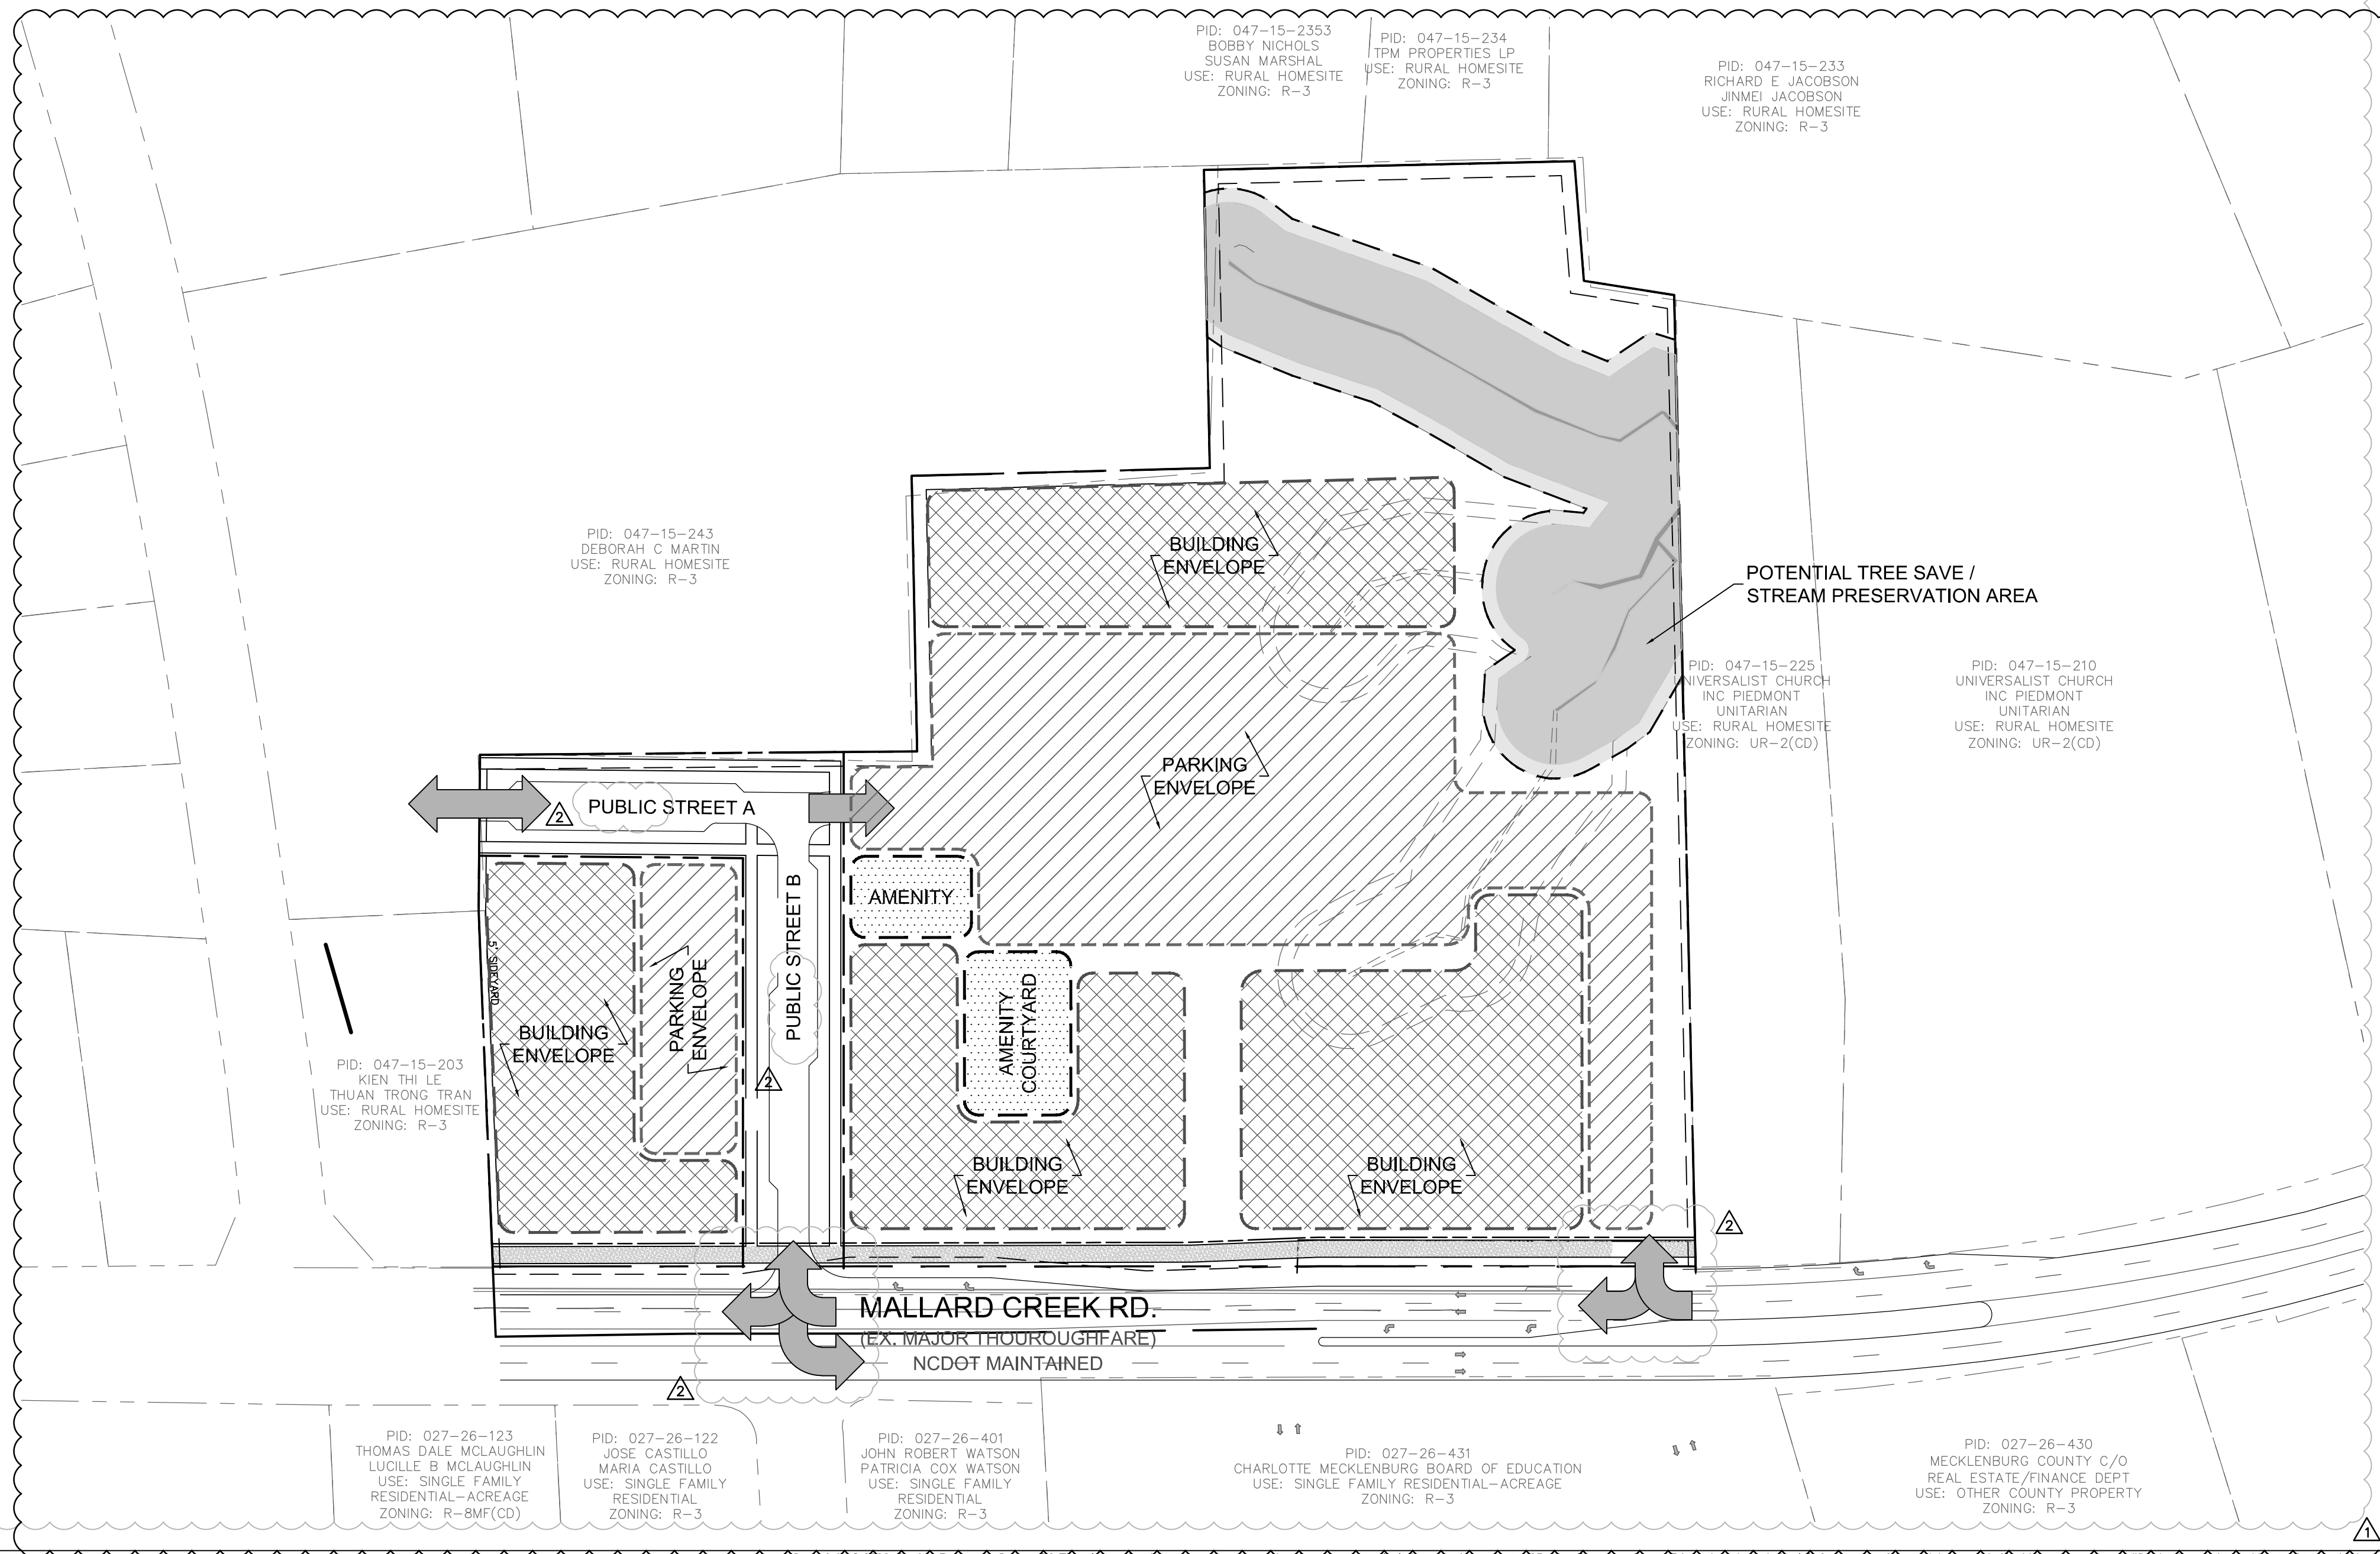 PID: 047-15-2353
BOBBY NICHOLS
SUSAN MARSHAL
USE: RURAL HOMESITE
ZONING: R-3
PID: 047-15-234
TPM PROPERTIES LP
USE: RURAL HOMESITE
ZONING: R-3
PID: 047-15-233
RICHARD E JACOBSON
JINMEI JACOBSON
USE: RURAL HOMESITE
ZONING: R-3
PID: 047-15-243
DEBORAH C MARTIN
USE: RURAL HOMESITE
ZONING: R-3
BUILDING
ENVELOPE
POTENTIAL TREE SAVE /
STREAM PRESERVATION AREA
PID: 047-15-225
UNIVERSALIST CHURCH
INC PIEDMONT
UNITARIAN
USE: RURAL HOMESITE
ZONING: UR-2(CD)
PID: 047-15-210
UNIVERSALIST CHURCH
INC PIEDMONT
UNITARIAN
USE: RURAL HOMESITE
ZONING: UR-2(CD)
PARKING
ENVELOPE
2
PUBLIC STREET A
AMENITY
PUBLIC STREET B
5' SIDEYARD
BUILDING
ENVELOPE
PARKING
ENVELOPE
AMENITY
COURTYARD
2
PID: 047-15-203
KIEN THI LE
THUAN TRONG TRAN
USE: RURAL HOMESITE
ZONING: R-3
BUILDING
ENVELOPE
BUILDING
ENVELOPE
2
MALLARD CREEK RD.
(EX. MAJOR THOUROUGHFARE)
NCDOT MAINTAINED
2
PID: 027-26-123
THOMAS DALE MCLAUGHLIN
LUCILLE B MCLAUGHLIN
USE: SINGLE FAMILY
RESIDENTIAL-ACREAGE
ZONING: R-8MF(CD)
PID: 027-26-122
JOSE CASTILLO
MARIA CASTILLO
USE: SINGLE FAMILY
RESIDENTIAL
ZONING: R-3
PID: 027-26-401
JOHN ROBERT WATSON
PATRICIA COX WATSON
USE: SINGLE FAMILY
RESIDENTIAL
ZONING: R-3
PID: 027-26-431
CHARLOTTE MECKLENBURG BOARD OF EDUCATION
USE: SINGLE FAMILY RESIDENTIAL-ACREAGE
ZONING: R-3
PID: 027-26-430
MECKLENBURG COUNTY C/O
REAL ESTATE/FINANCE DEPT
USE: OTHER COUNTY PROPERTY
ZONING: R-3
1